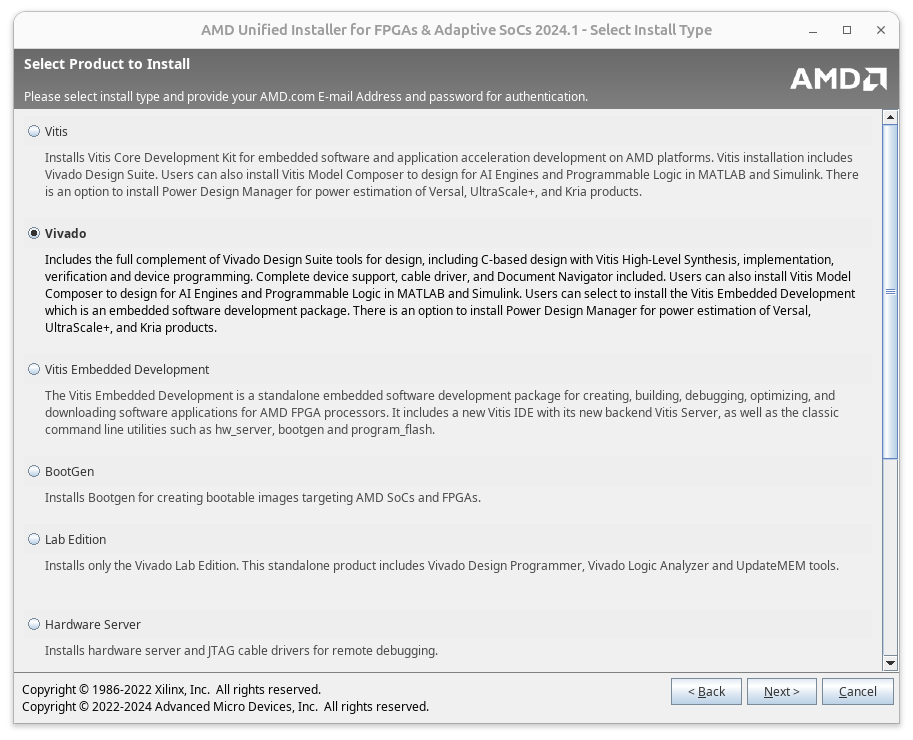 AMD Unified Installer for FPGAs & Adaptive SoCs 2024.1 - Select Install Type
Select Product to Install
Please select install type and provide your AMD.com E-mail Address and password for authentication.
AMD
Vitis
Installs Vitis Core Development Kit for embedded software and application acceleration development on AMD platforms. Vitis installation includes
Vivado Design Suite. Users can also install Vitis Model Composer to design for AI Engines and Programmable Logic in MATLAB and Simulink. There
is an option to install Power Design Manager for power estimation of Versal, UltraScale+, and Kria products.
Vivado
Includes the full complement of Vivado Design Suite tools for design, including C-based design with Vitis High-Level Synthesis, implementation,
verification and device programming. Complete device support, cable driver, and Document Navigator included. Users can also install Vitis Model
Composer to design for AI Engines and Programmable Logic in MATLAB and Simulink. Users can select to install the Vitis Embedded Development
which is an embedded software development package. There is an option to install Power Design Manager for power estimation of Versal,
UltraScale+, and Kria products.
Vitis Embedded Development
The Vitis Embedded Development is a standalone embedded software development package for creating, building, debugging, optimizing, and
downloading software applications for AMD FPGA processors. It includes a new Vitis IDE with its new backend Vitis Server, as well as the classic
command line utilities such as hw_server, bootgen and program_flash.
BootGen
Installs Bootgen for creating bootable images targeting AMD SoCs and FPGAs.
Lab Edition
Installs only the Vivado Lab Edition. This standalone product includes Vivado Design Programmer, Vivado Logic Analyzer and UpdateMEM tools.
Hardware Server
Installs hardware server and JTAG cable drivers for remote debugging.
Copyright © 1986-2022 Xilinx, Inc. All rights reserved.
Copyright © 2022-2024 Advanced Micro Devices, Inc. All rights reserved.
< Back
Next >
Cancel